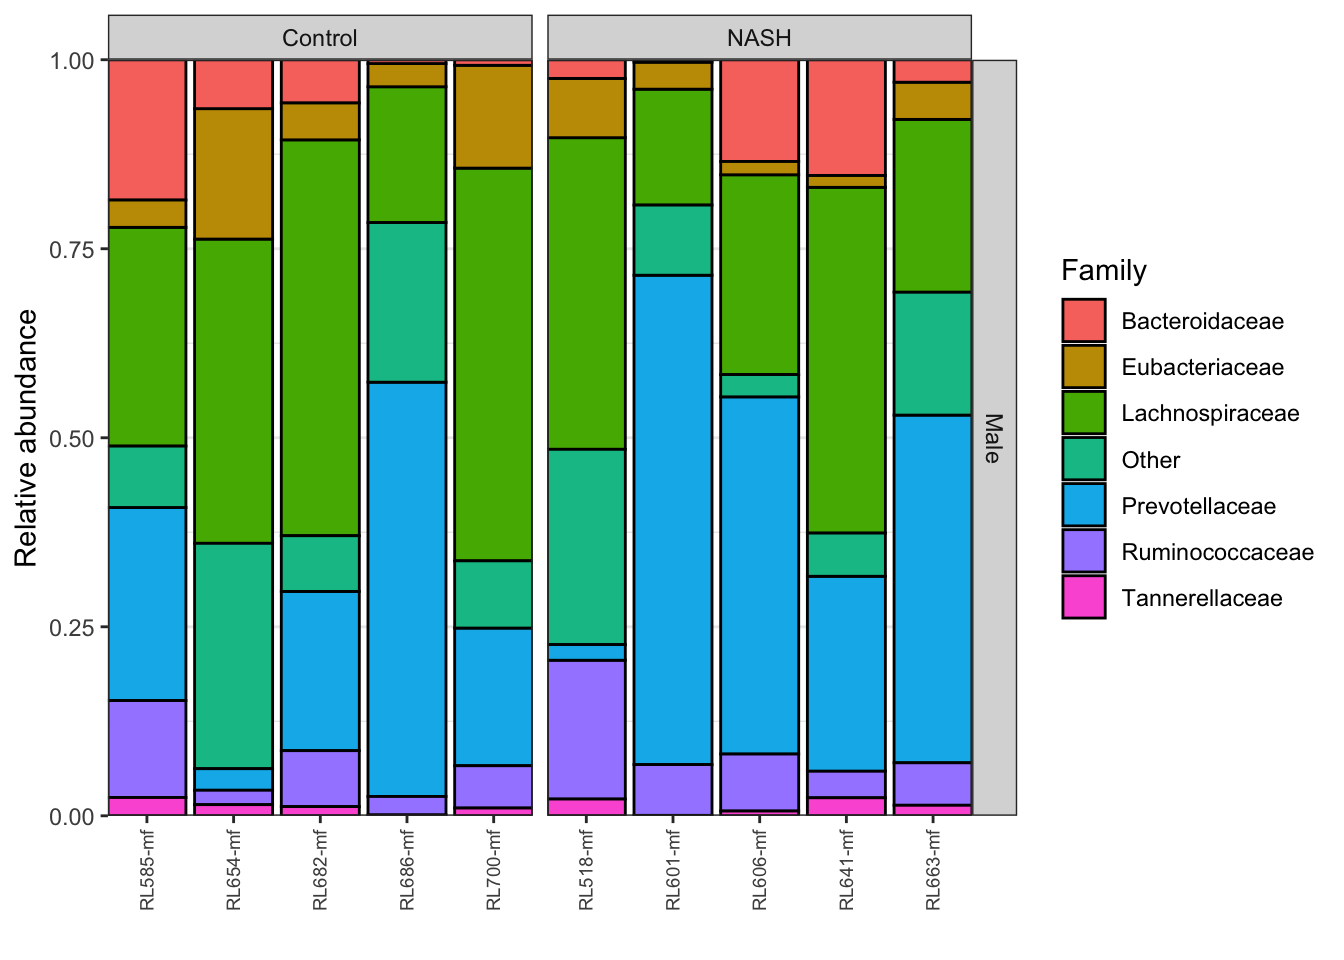 Control
NASH
Male
Relative abundance
1.00
0.75
0.50
0.25
0.00
RL585-mf
RL654-mf
RL682-mf
RL686-mf
RL700-mf
RL518-mf
RL601-mf
RL606-mf
RL641-mf
RL663-mf
Family
Bacteroidaceae
Eubacteriaceae
Lachnospiraceae
Other
Prevotellaceae
Ruminococcaceae
Tannerellaceae